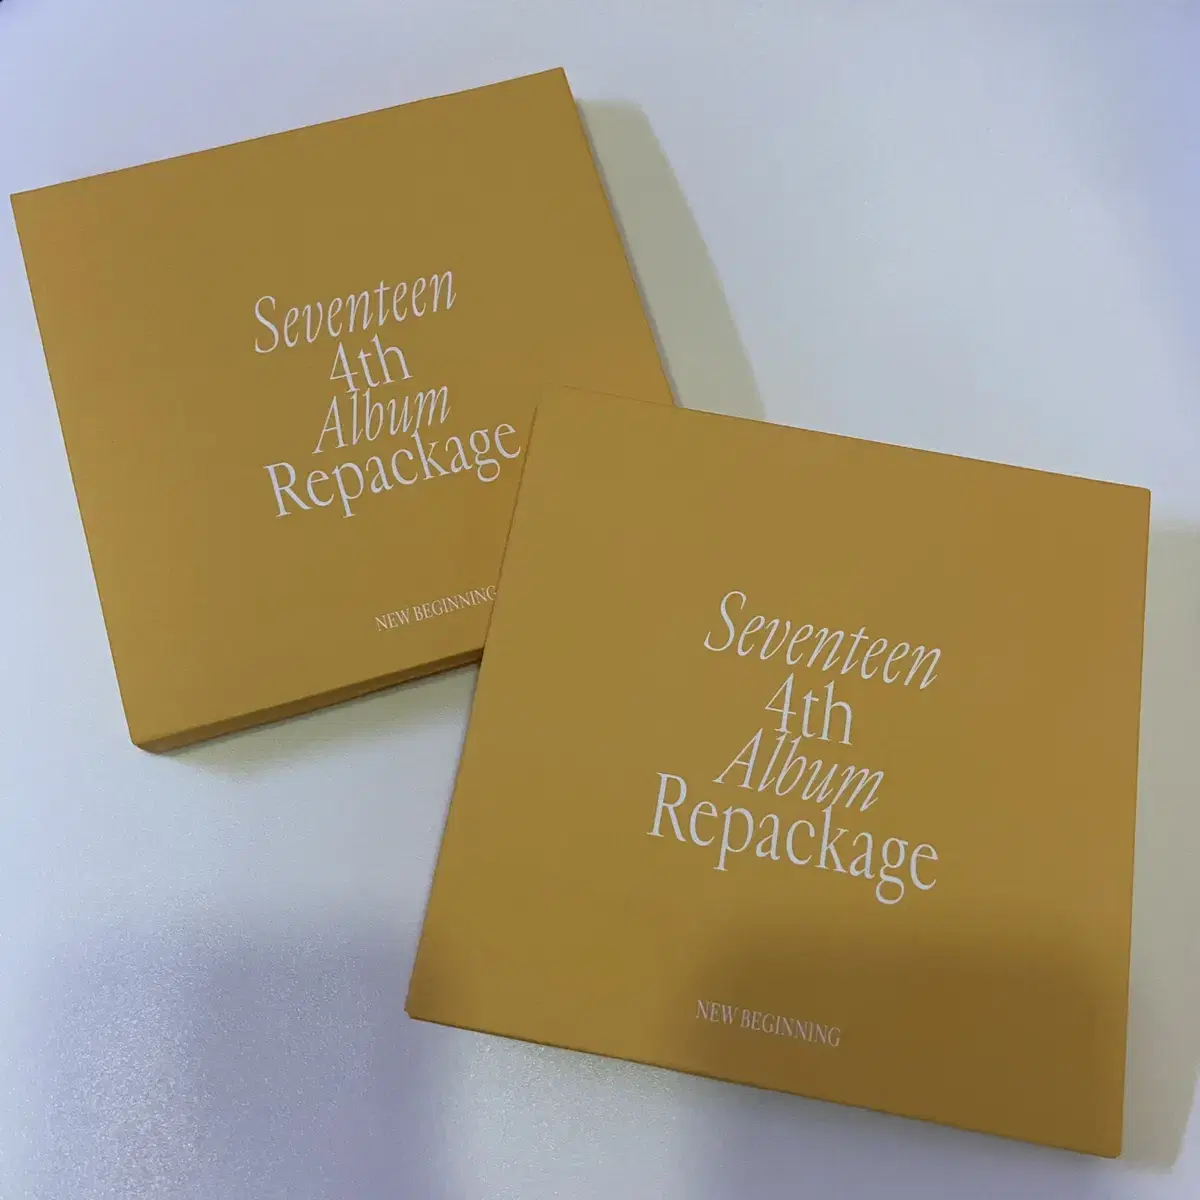 SeveNteen
4th
Album
Repackage
NEW BEGINNING
SeveNteen
4th
Album
Repackage
NEW BEGINNING